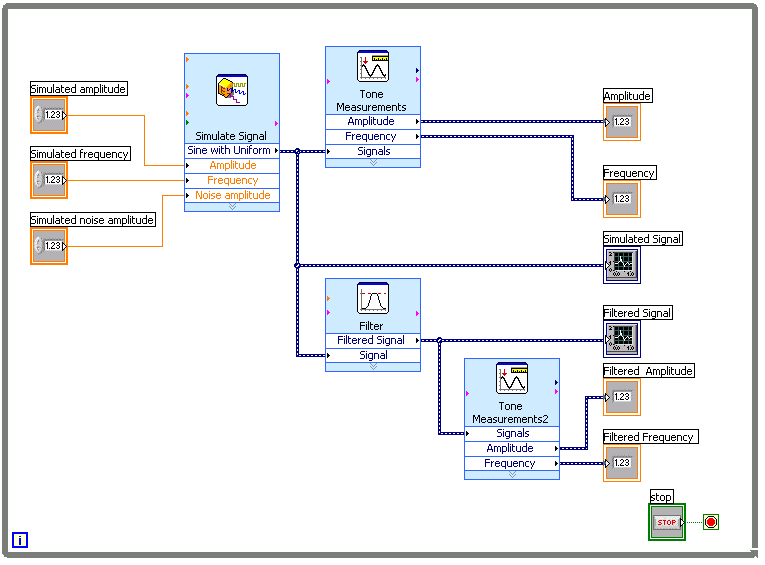 Simulated amplitude
1.23
Simulated frequency
1.23
Simulated noise amplitude
1.23
Simulate Signal
Sine with Uniform
Amplitude
Frequency
Noise amplitude
Tone
Measurements
Amplitude
Frequency
Signals
Filter
Filtered Signal
Signal
Tone
Measurements2
Signals
Amplitude
Frequency
Amplitude
1.23
Frequency
1.23
Simulated Signal
Filtered Signal
Filtered Amplitude
1.23
Filtered Frequency
1.23
stop
STOP
i